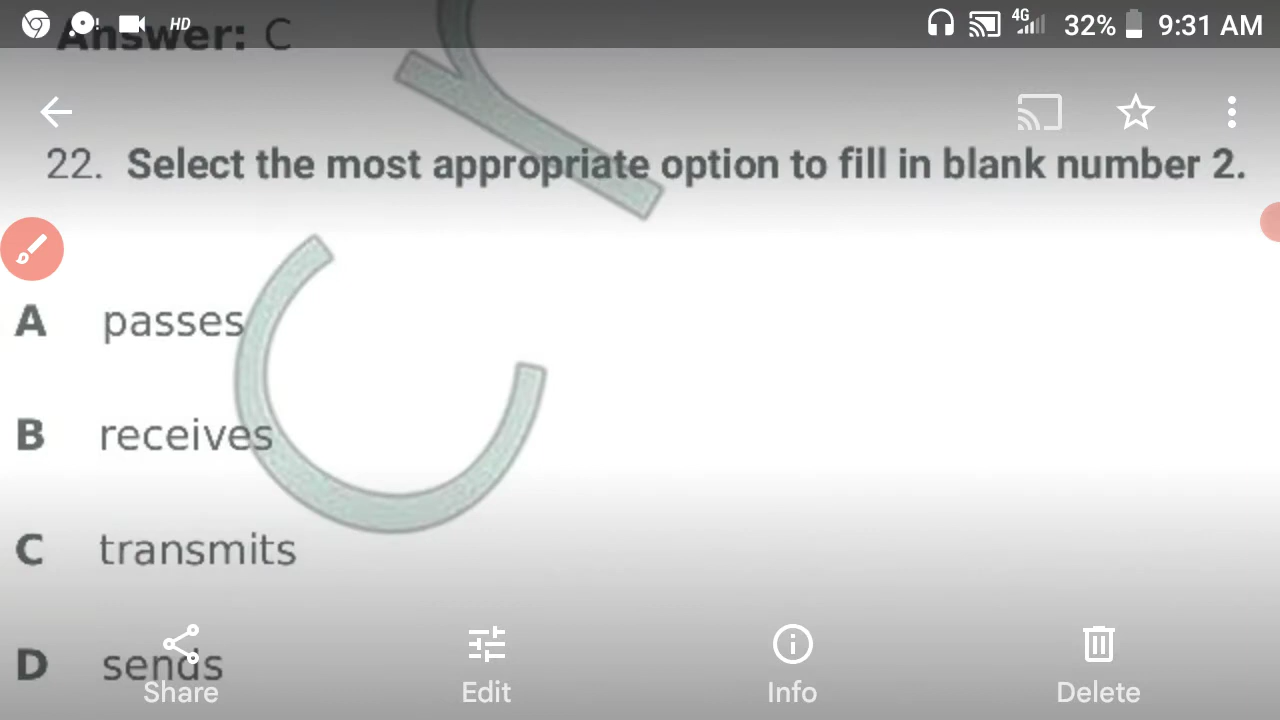 HD 4G 32% 9:31 AM
Answer: C
22. Select the most appropriate option to fill in blank number 2.
A passes
B receives
C transmits
D sends
Share Edit Info Delete